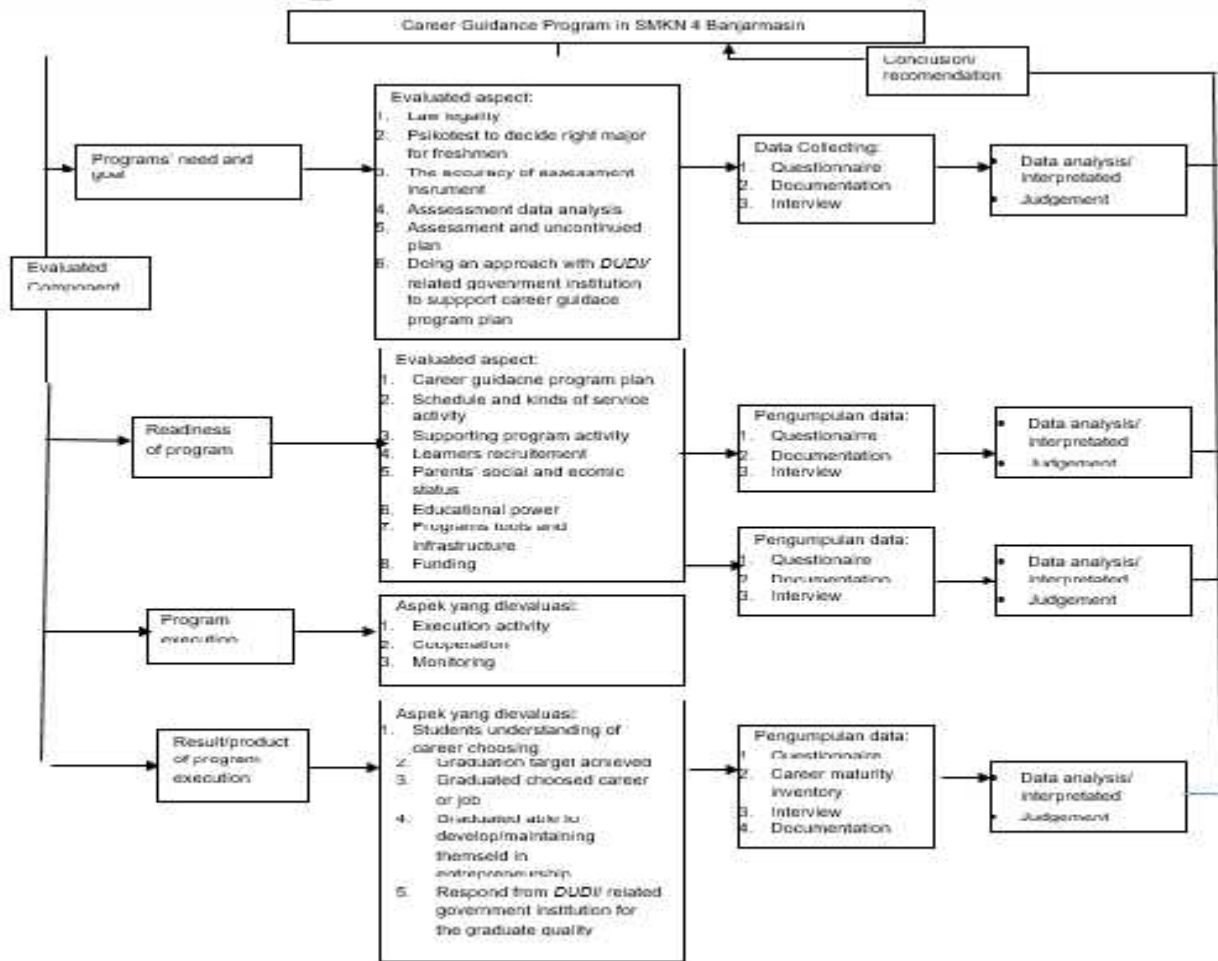 Career Guidance Program in SMKN 4 Banjarmasin
Conclusion/
recomendation
Evaluated aspect:
1. Law legality
2. Psikotest to decide right major
for freshmen
3. The accuracy of assessment
insrument
4. Asssessment data analysis
5. Assessment and uncontinued
plan
6. Doing an approach with DUDI/
related govenment institution
to suppport career guidace
program plan
Programs' need and
goal
Data Collecting:
1. Questionnaire
2. Documentation
3. Interview
• Data analysis/
interpretated
• Judgement
Evaluated
Component
Evaluated aspect:
1. Career guidacne program plan
2. Schedule and kinds of service
activity
3. Supporting program activity
4. Learners recruitement
5. Parents' social and ecomic
status
6. Educational power
7. Programs tools and
infrastructure
8. Funding
Readiness
of program
Pengumpulan data:
1. Questionaire
2. Documentation
3. Interview
• Data analysis/
interpretated
• Judgement
Pengumpulan data:
1. Questionaire
2. Documentation
3. Interview
• Data analysis/
interpretated
• Judgement
Program
execution
Aspek yang dievaluasi:
1. Execution activity
2. Cooperation
3. Monitoring
Result/product
of program
execution
Aspek yang dievaluasi:
1. Students understanding of
career choosing
2. Graduation target achieved
3. Graduated choosed career
or job
4. Graduated able to
develop/maintaining
themseld in
entrepreneurship
5. Respond from DUDI/ related
government institution for
the graduate quality
Pengumpulan data:
1. Questionnaire
2. Career maturity
inventory
3. Interview
4. Documentation
• Data analysis/
interpretated
• Judgement